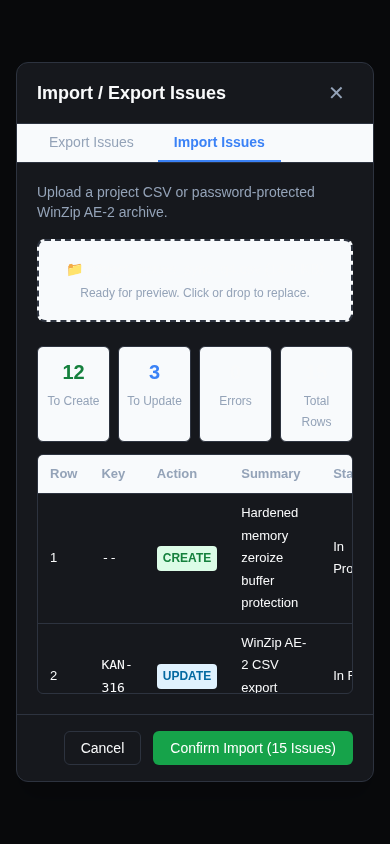 Import / Export Issues
✕
Export Issues Import Issues
Upload a project CSV or password-protected
WinZip AE-2 archive.
📁
Ready for preview. Click or drop to replace.
12 3
To Create To Update Errors Total
Rows
Row Key Action Summary Sta
Hardened
memory
1 -- CREATE zeroize In
buffer Pro
protection
WinZip AE-
2 KAN- UPDATE 2 CSV In F
316 export
Cancel Confirm Import (15 Issues)